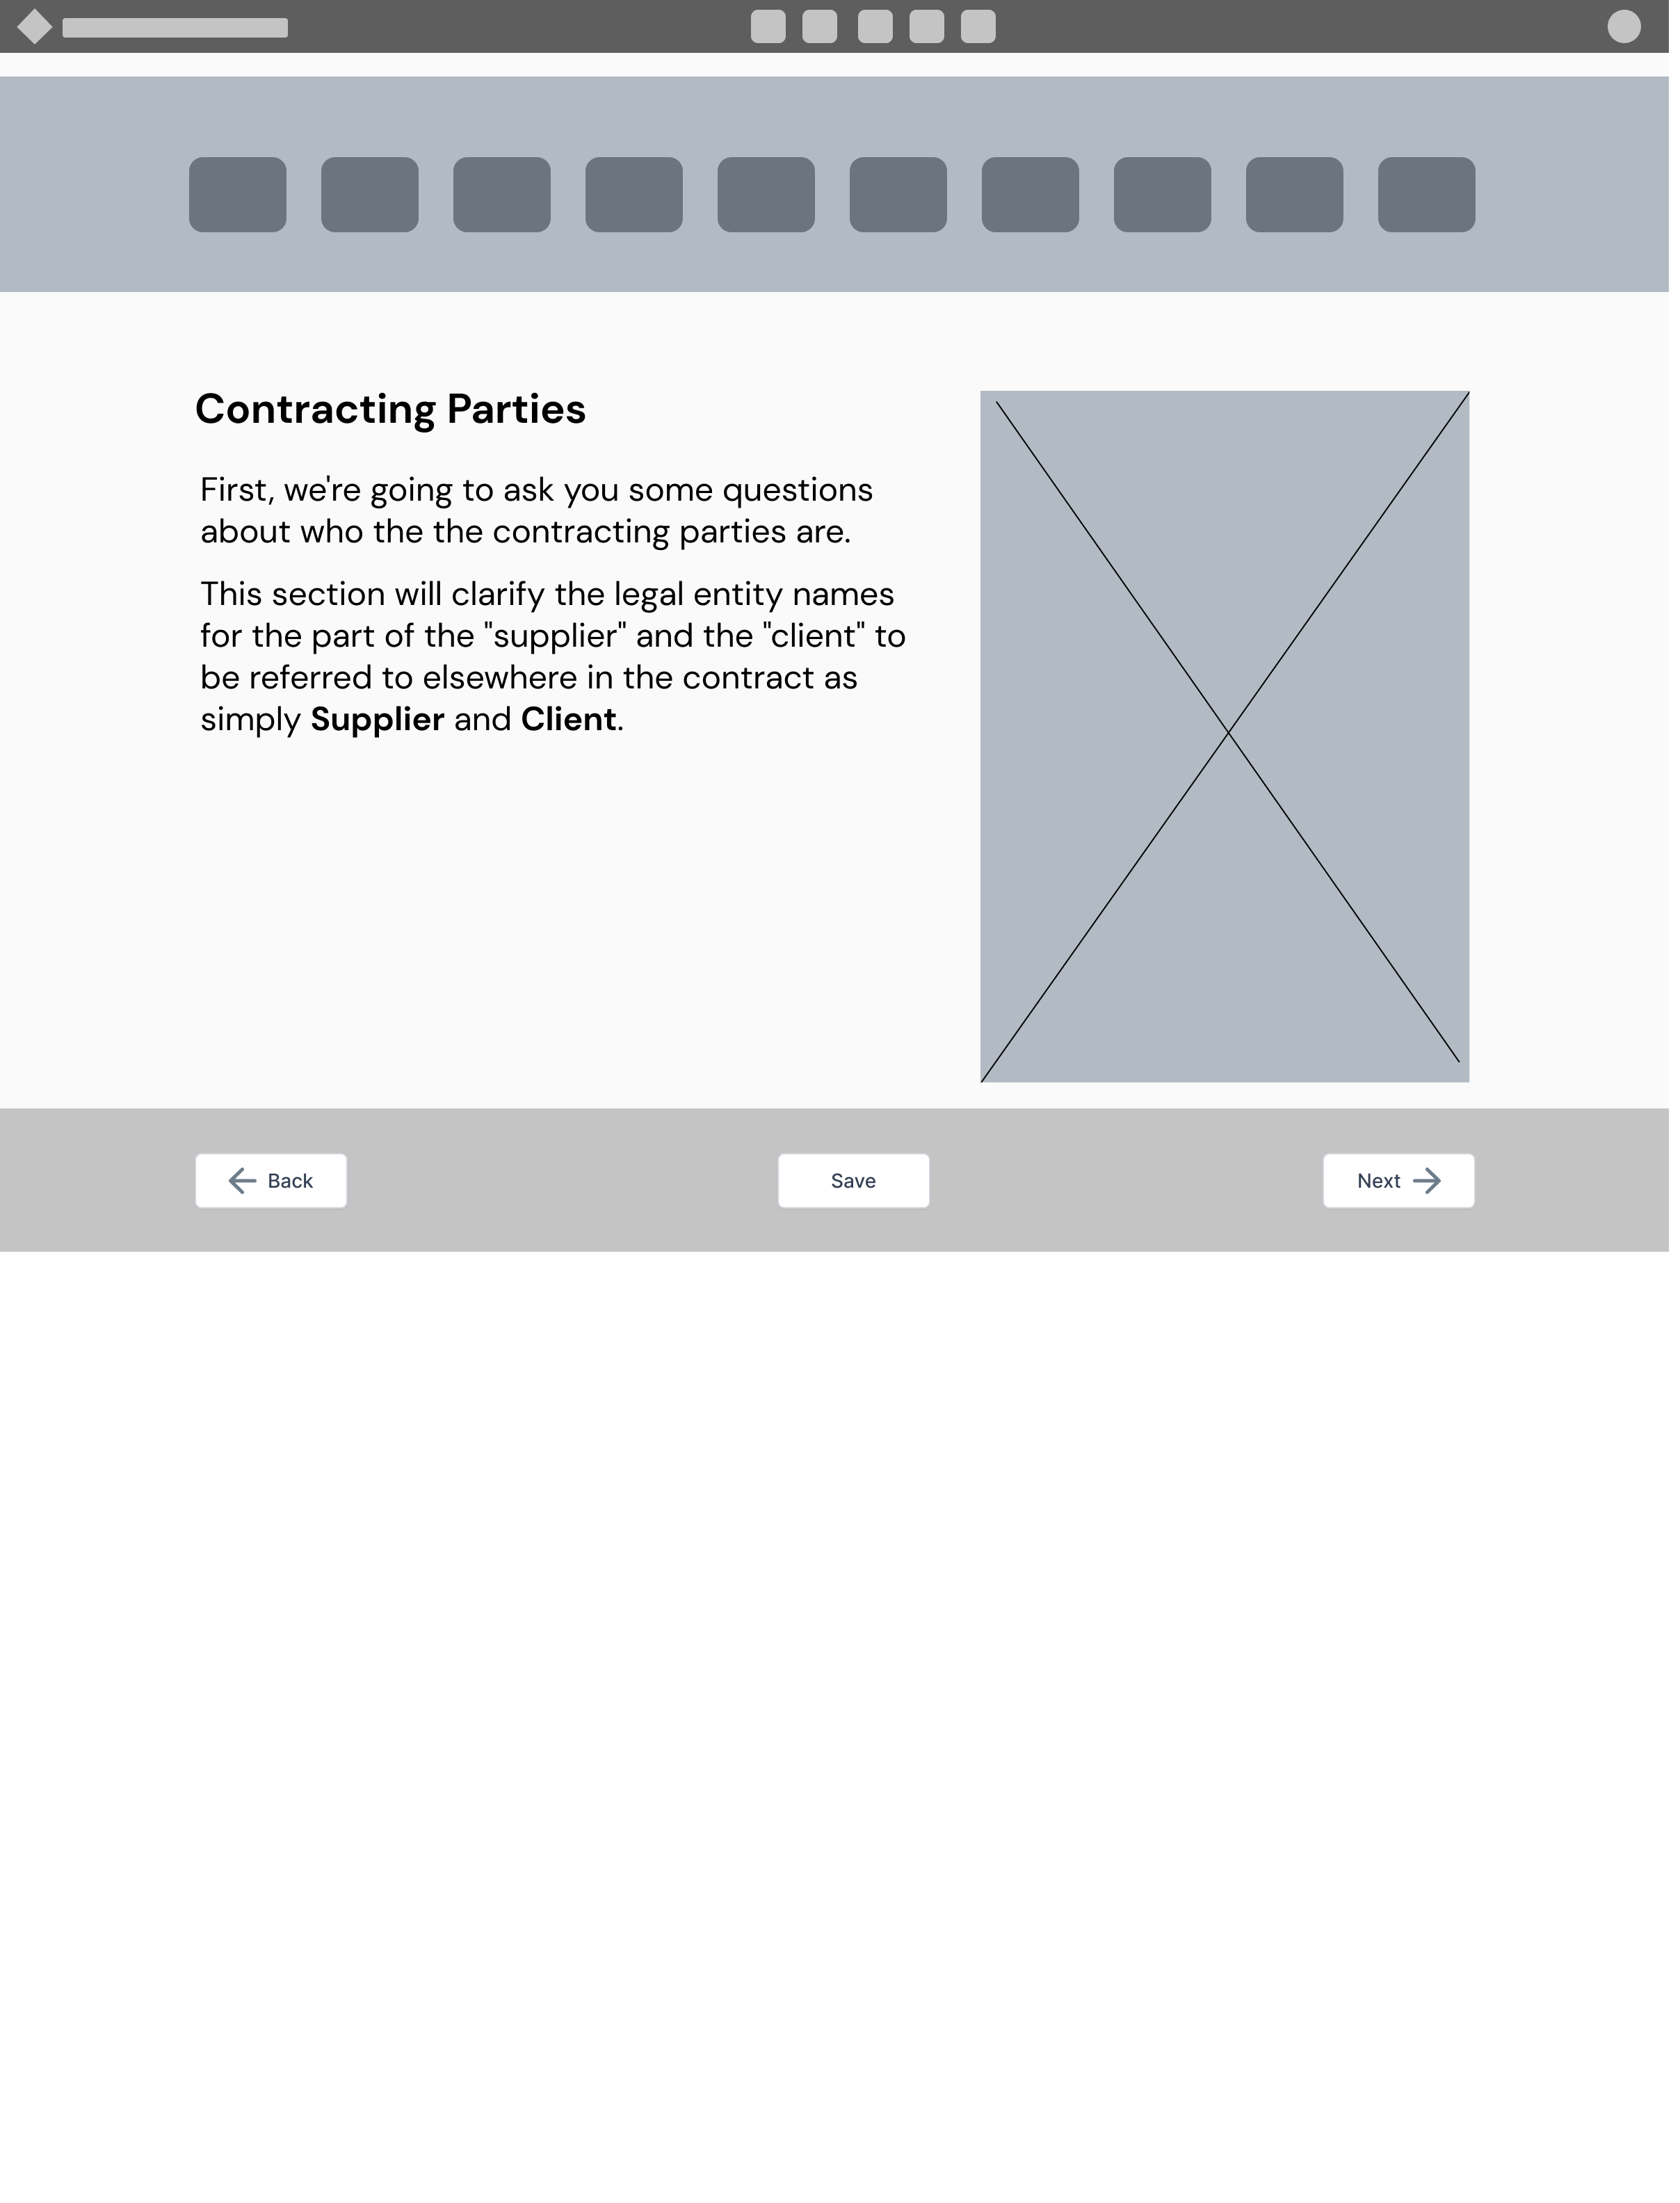 Contracting Parties
First, we're going to ask you some questions
about who the the contracting parties are.
This section will clarify the legal entity names
for the part of the "supplier" and the "client" to
be referred to elsewhere in the contract as
simply Supplier and Client.
Back
Save
Next